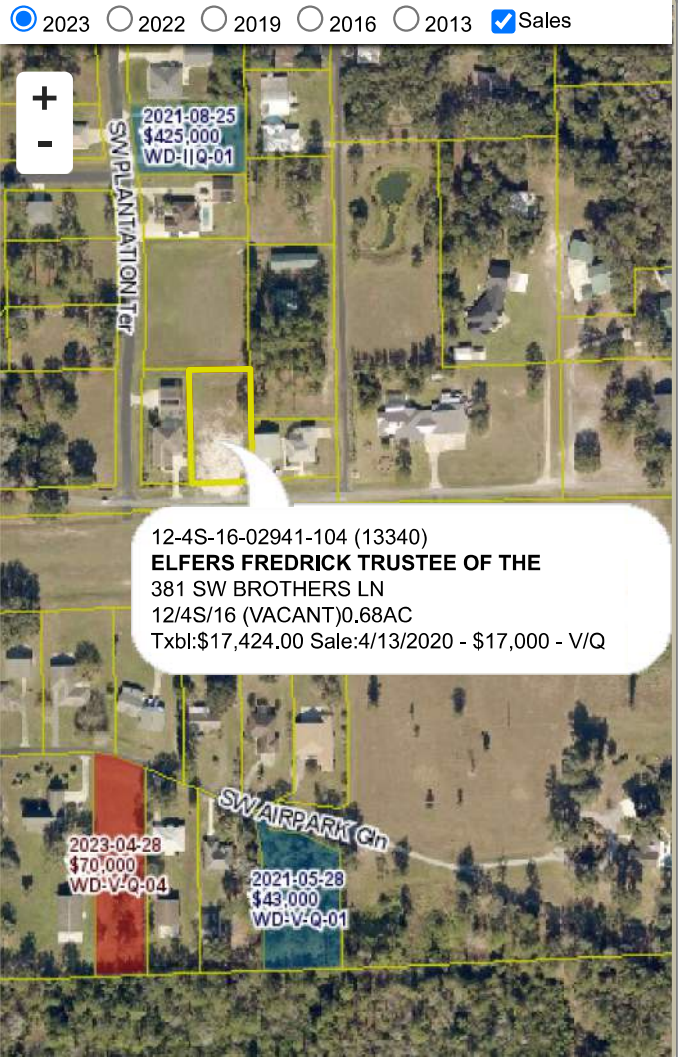 2023 2022 2019 2016 2013 Sales
+
-
2021-08-25
$425,000
WD-I|Q-01
SW PLANTATION Ter
12-4S-16-02941-104 (13340)
ELFERS FREDRICK TRUSTEE OF THE
381 SW BROTHERS LN
12/4S/16 (VACANT)0.68AC
Txbl:$17,424.00 Sale:4/13/2020 - $17,000 - V/Q
SW AIRPARK Gln
2023-04-28
$70,000
WD-V-Q-04
2021-05-28
$43,000
WD-V-Q-01